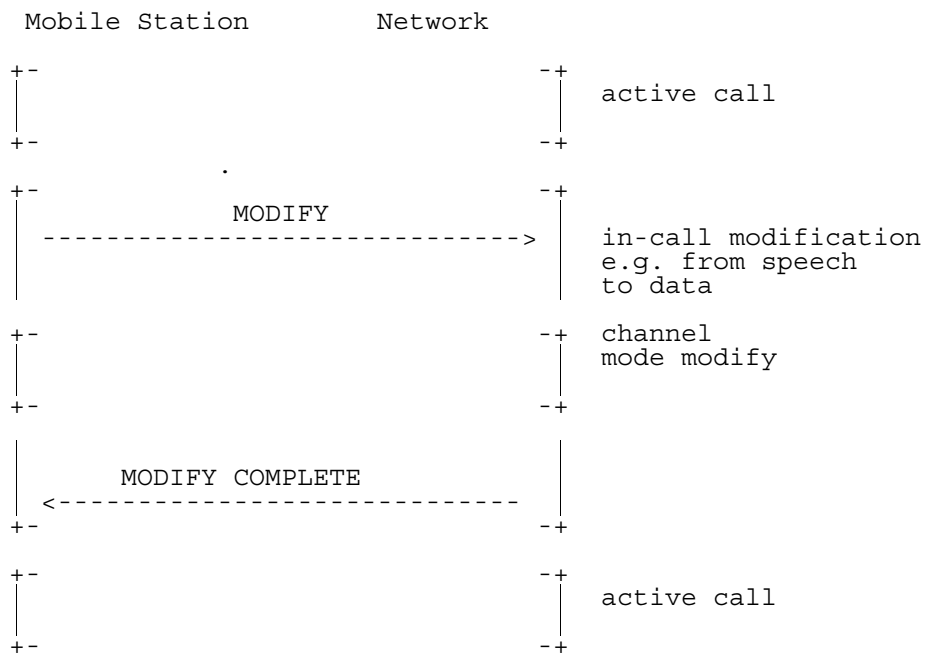 Mobile Station Network
+- -+
active call
+- -+
.
+- -+
MODIFY
------------------------------> in-call modification
e.g. from speech
to data
+- -+ channel
mode modify
+- -+
MODIFY COMPLETE
<-----------------------------
+- -+
+- -+
active call
+- -+